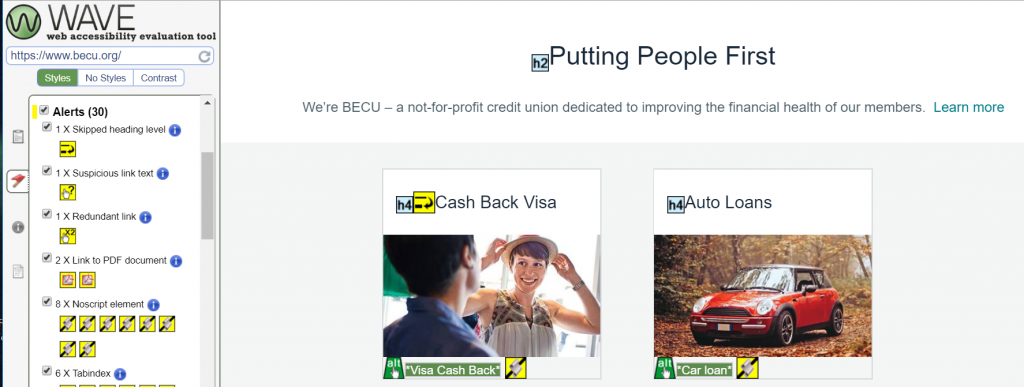 WAVE
web accessibility evaluation tool
https://www.becu.org/
Styles
No Styles
Contrast
Alerts (30)
1 X Skipped heading level
1 X Suspicious link text
?
1 X Redundant link
X2
2 X Link to PDF document
8 X Noscript element
6 X Tabindex
h2 Putting People First
We're BECU – a not-for-profit credit union dedicated to improving the financial health of our members. Learn more
h4 Cash Back Visa
alt *Visa Cash Back*
h4 Auto Loans
alt *Car loan*